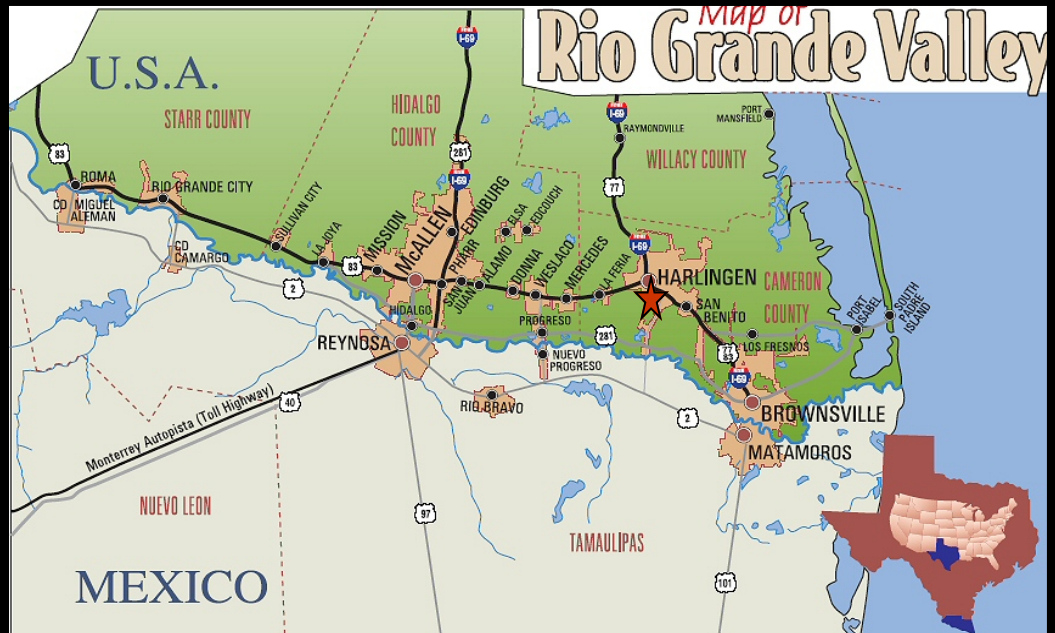 Map of
Rio Grande Valley
U.S.A.
STARR COUNTY
HIDALGO
COUNTY
I-69
I-69
PORT
MANSFIELD
RAYMONDVILLE
WILLACY COUNTY
83
281
I-69
77
ROMA
RIO GRANDE CITY
CD MIGUEL
ALEMAN
CD
CAMARGO
SULLIVAN CITY
LA JOYA
83
MISSION
McALLEN
EDINBURG
PHARR
SAN
JUAN
ALAMO
ELSA
EDCOUCH
DONNA
WESLACO
MERCEDES
LA FERIA
I-69
HARLINGEN
CAMERON
COUNTY
SAN
BENITO
PORT
ISABEL
SOUTH
PADRE
ISLAND
2
HIDALGO
PROGRESO
281
LOS FRESNOS
REYNOSA
NUEVO
PROGRESO
77
83
I-69
Monterrey Autopista (Toll Highway)
40
RIO BRAVO
2
BROWNSVILLE
MATAMOROS
NUEVO LEON
97
TAMAULIPAS
101
MEXICO